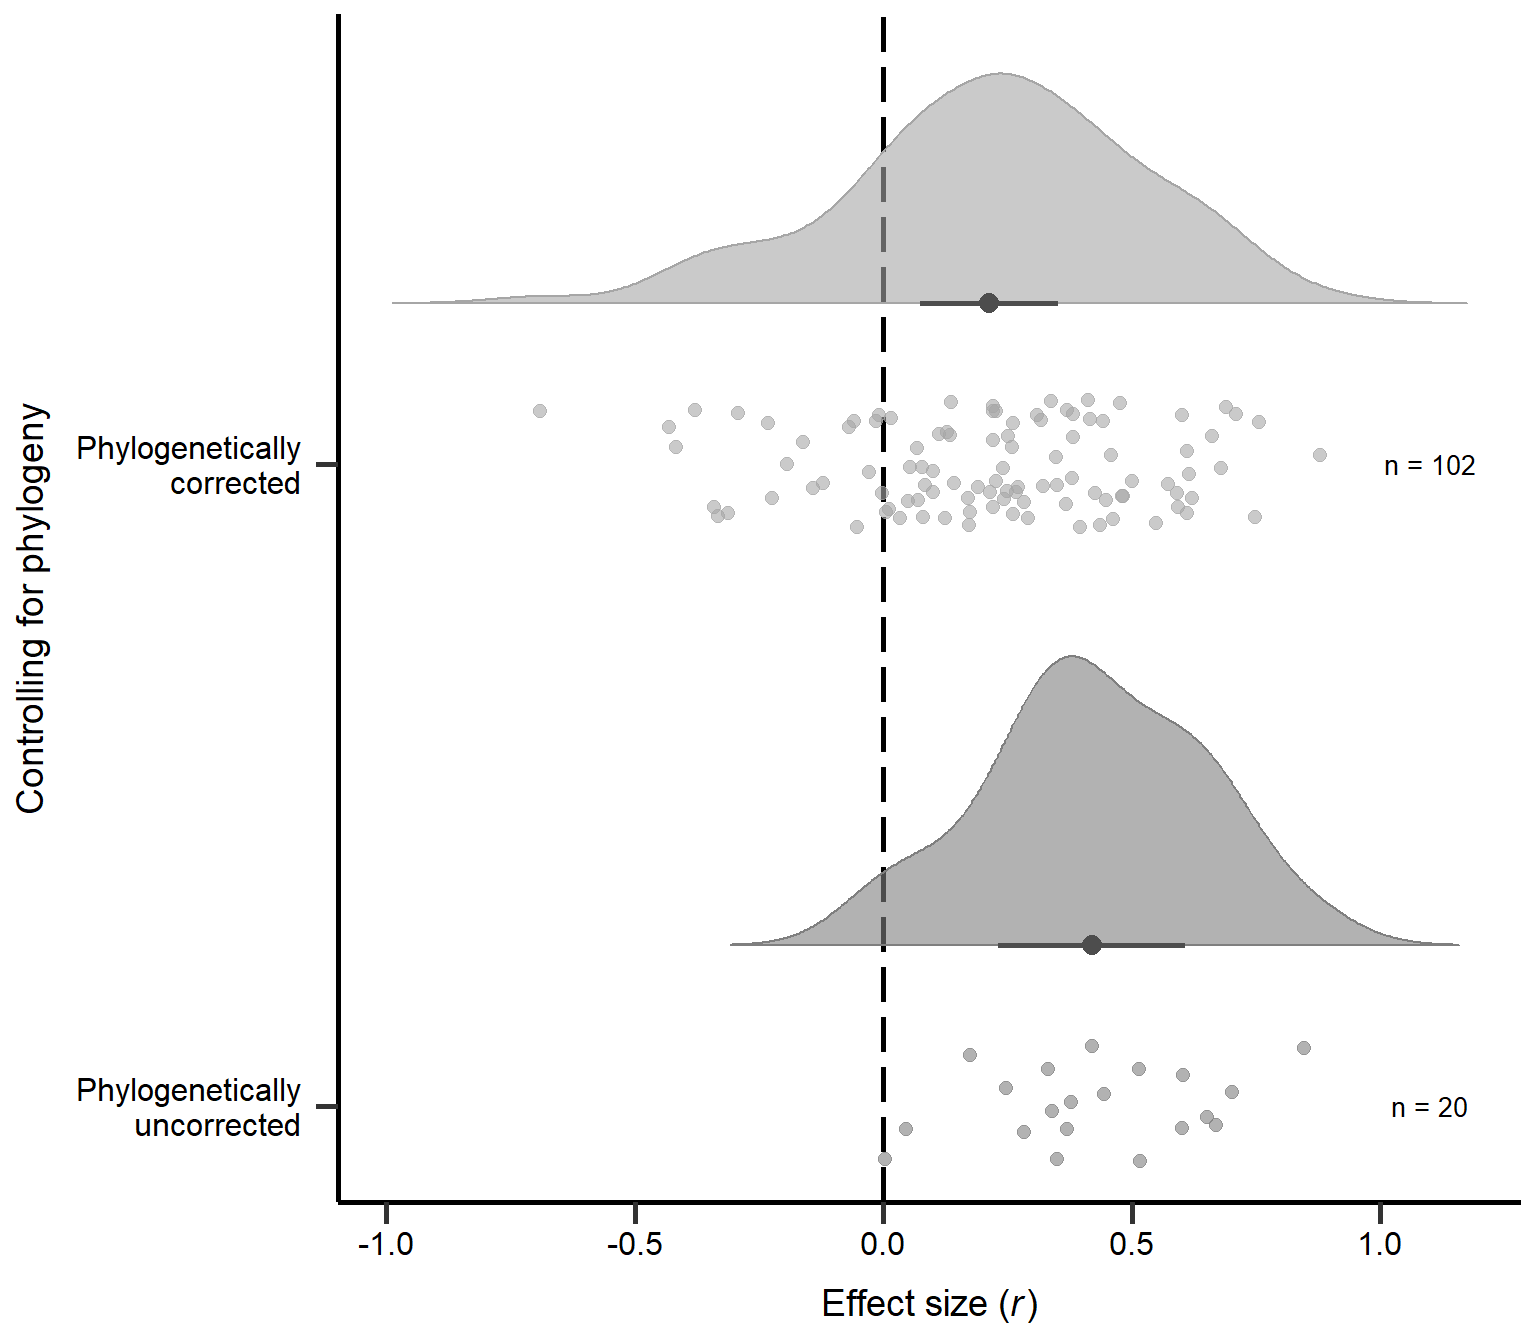 Controlling for phylogeny
Phylogenetically
corrected
n = 102
Phylogenetically
uncorrected
n = 20
-1.0
-0.5
0.0
0.5
1.0
Effect size (r)